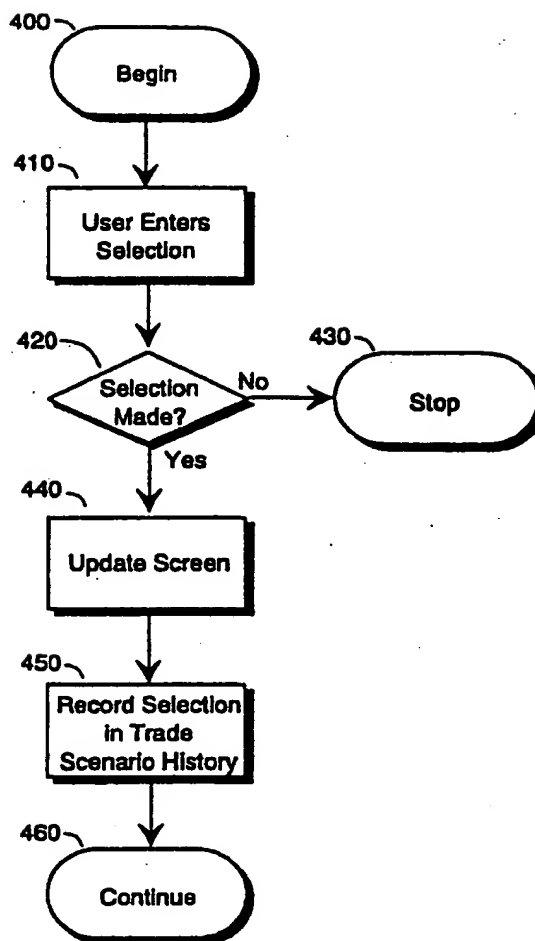 400
Begin
410
User Enters
Selection
420
Selection
Made?
No
430
Stop
Yes
440
Update Screen
450
Record Selection
in Trade
Scenario History
460
Continue